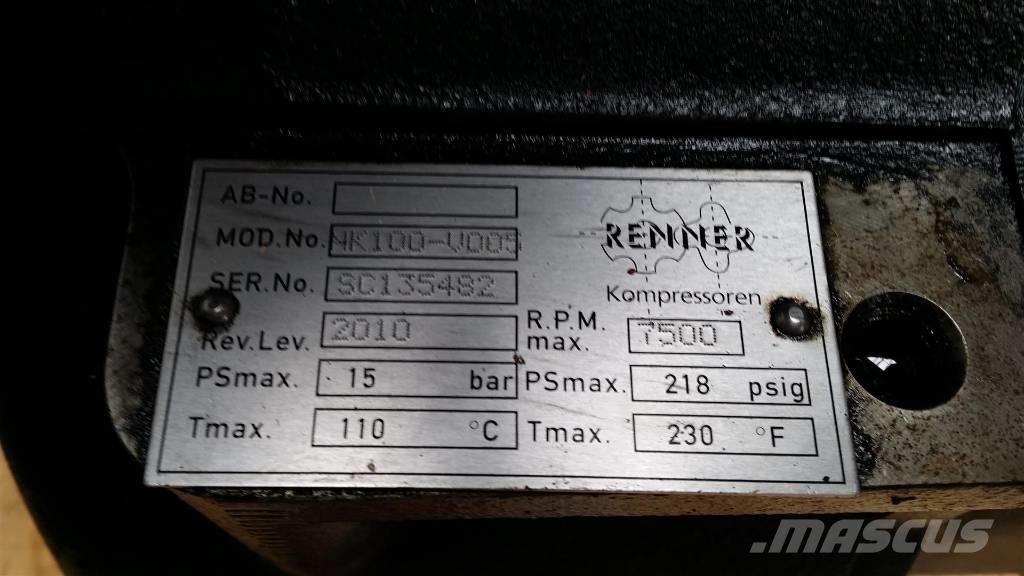 AB-No.
MOD.No. NK100-V005
RENNER
SER.No. SC135482
Kompressoren
Rev.Lev. 2010 R.P.M. max. 7500
PSmax. 15 bar PSmax. 218 psig
Tmax. 110 °C Tmax. 230 °F
.MASCUS